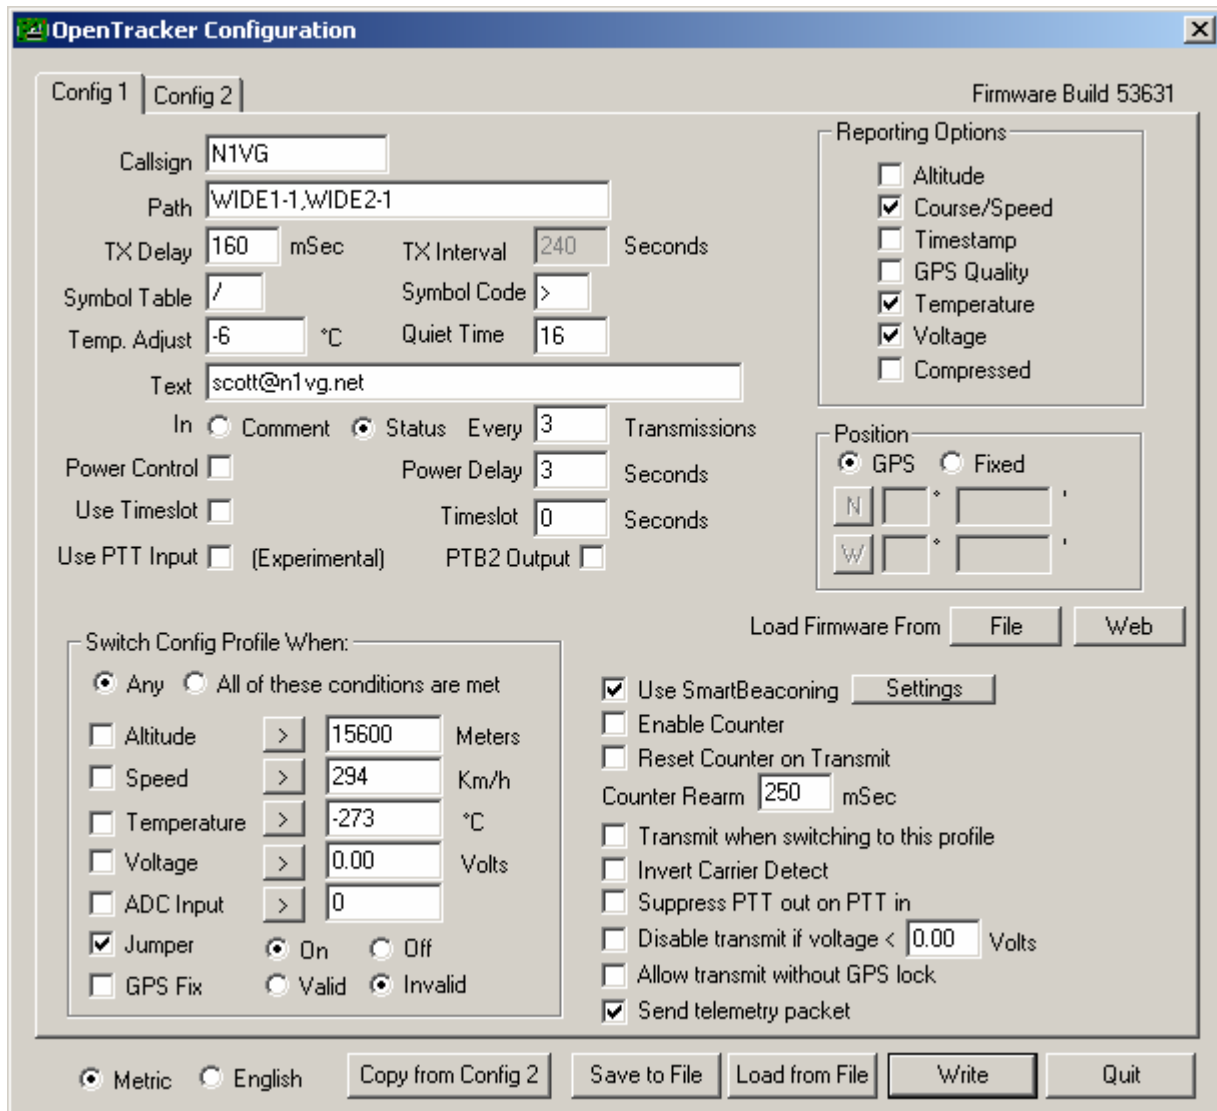 OpenTracker Configuration
Config 1 Config 2 Firmware Build 53631
Callsign N1VG
Path WIDE1-1,WIDE2-1
TX Delay 160 mSec TX Interval 240 Seconds
Symbol Table / Symbol Code >
Temp. Adjust -6 °C Quiet Time 16
Text scott@n1vg.net
In Comment Status Every 3 Transmissions
Power Control Power Delay 3 Seconds
Use Timeslot Timeslot 0 Seconds
Use PTT Input (Experimental) PTB2 Output
Reporting Options
Altitude
Course/Speed
Timestamp
GPS Quality
Temperature
Voltage
Compressed
Position
GPS Fixed
N ° '
W ° '
Load Firmware From File Web
Switch Config Profile When:
Any All of these conditions are met
Altitude > 15600 Meters
Speed > 294 Km/h
Temperature > -273 °C
Voltage > 0.00 Volts
ADC Input > 0
Jumper On Off
GPS Fix Valid Invalid
Use SmartBeaconing Settings
Enable Counter
Reset Counter on Transmit
Counter Rearm 250 mSec
Transmit when switching to this profile
Invert Carrier Detect
Suppress PTT out on PTT in
Disable transmit if voltage < 0.00 Volts
Allow transmit without GPS lock
Send telemetry packet
Metric English Copy from Config 2 Save to File Load from File Write Quit